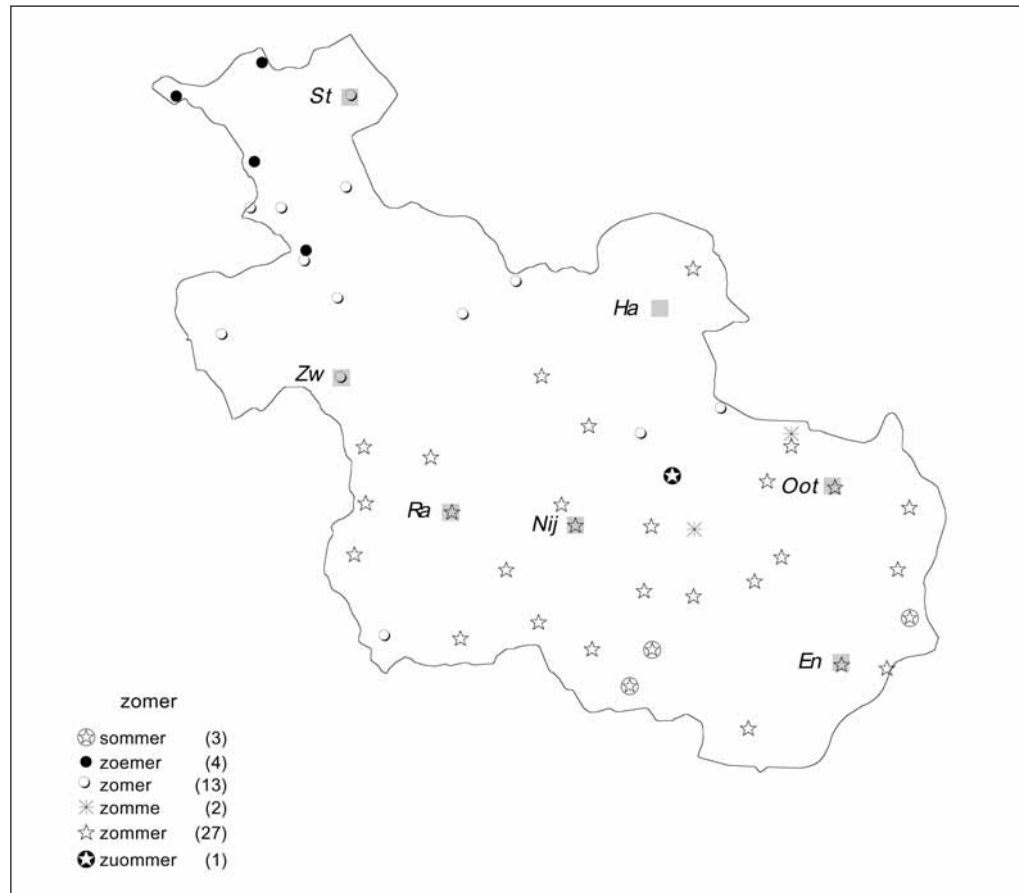 St
Ha
Zw
Oot
Ra
Nij
En
zomer
sommer (3)
zoemer (4)
zomer (13)
zomme (2)
zommer (27)
zuommer (1)